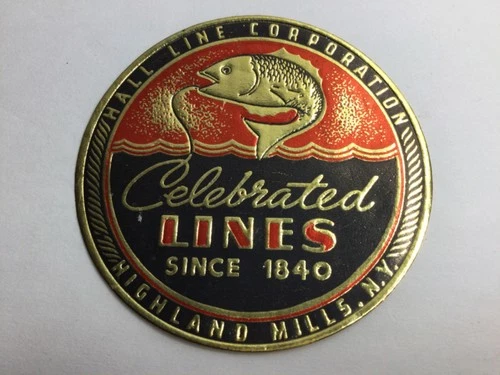 HALL LINE CORPORATION
Celebrated
LINES
SINCE 1840
HIGHLAND MILLS, N.Y.